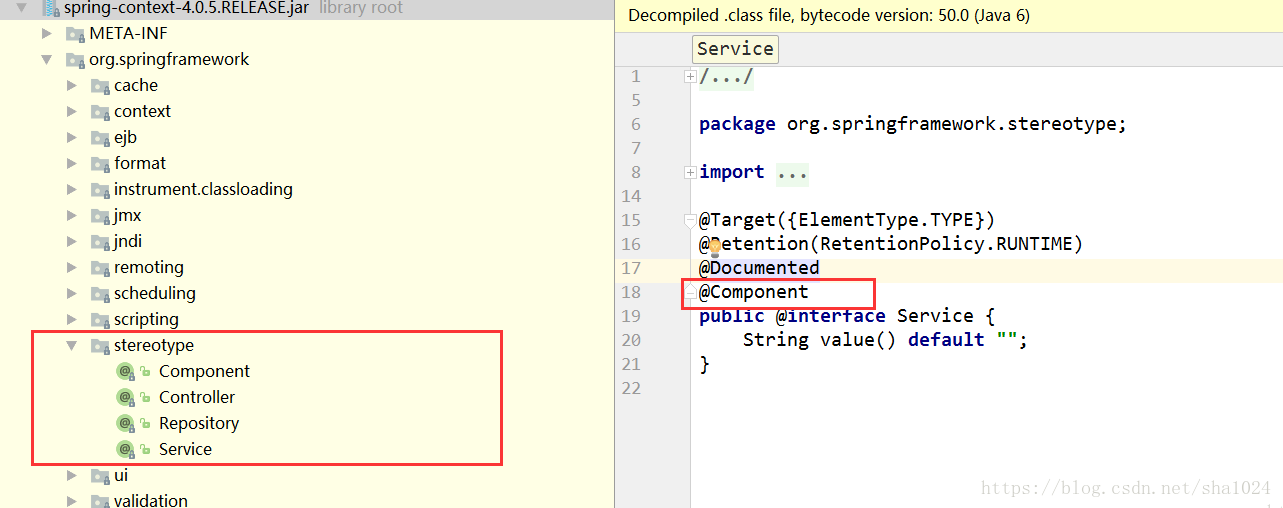 spring-context-4.0.5.RELEASE.jar library root
META-INF
org.springframework
cache
context
ejb
format
instrument.classloading
jmx
jndi
remoting
scheduling
scripting
stereotype
Component
Controller
Repository
Service
ui
validation
Decompiled .class file, bytecode version: 50.0 (Java 6)
Service
1 /.../
5
6 package org.springframework.stereotype;
7
8 import ...
14
15 @Target({ElementType.TYPE})
16 @Retention(RetentionPolicy.RUNTIME)
17 @Documented
18 @Component
19 public @interface Service {
20 String value() default "";
21 }
22
https://blog.csdn.net/sha1024